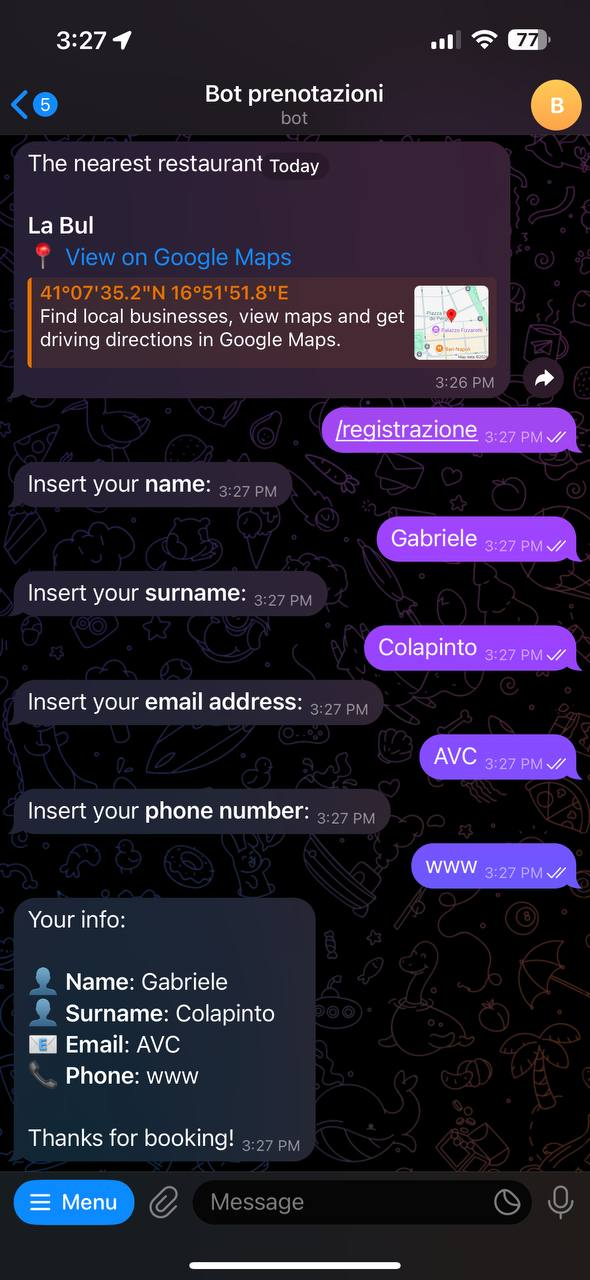 3:27
77
5
Bot prenotazioni
bot
B
The nearest restaurant
Today
La Bul
📍 View on Google Maps
41°07'35.2"N 16°51'51.8"E
Find local businesses, view maps and get
driving directions in Google Maps.
3:26 PM
/registrazione 3:27 PM
Insert your name: 3:27 PM
Gabriele 3:27 PM
Insert your surname: 3:27 PM
Colapinto 3:27 PM
Insert your email address: 3:27 PM
AVC 3:27 PM
Insert your phone number: 3:27 PM
www 3:27 PM
Your info:
👤 Name: Gabriele
👤 Surname: Colapinto
📧 Email: AVC
📞 Phone: www
Thanks for booking! 3:27 PM
Menu
Message